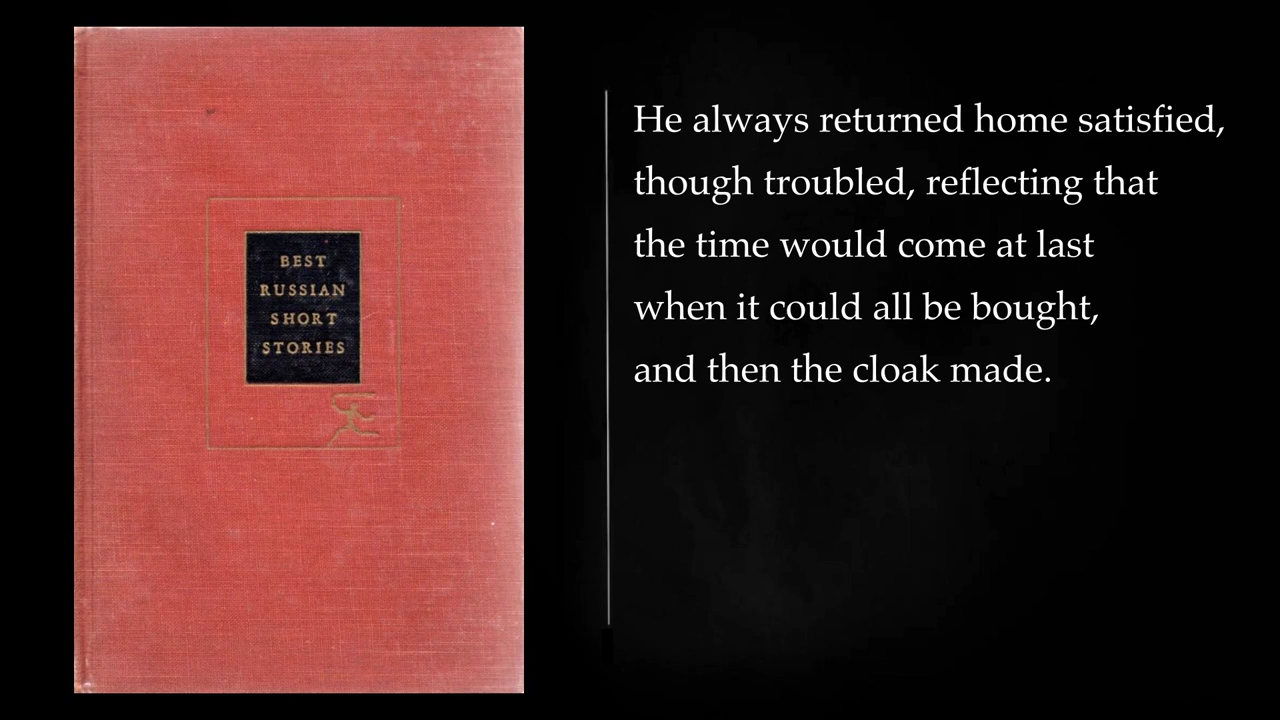 BEST
RUSSIAN
SHORT
STORIES
He always returned home satisfied,
though troubled, reflecting that
the time would come at last
when it could all be bought,
and then the cloak made.